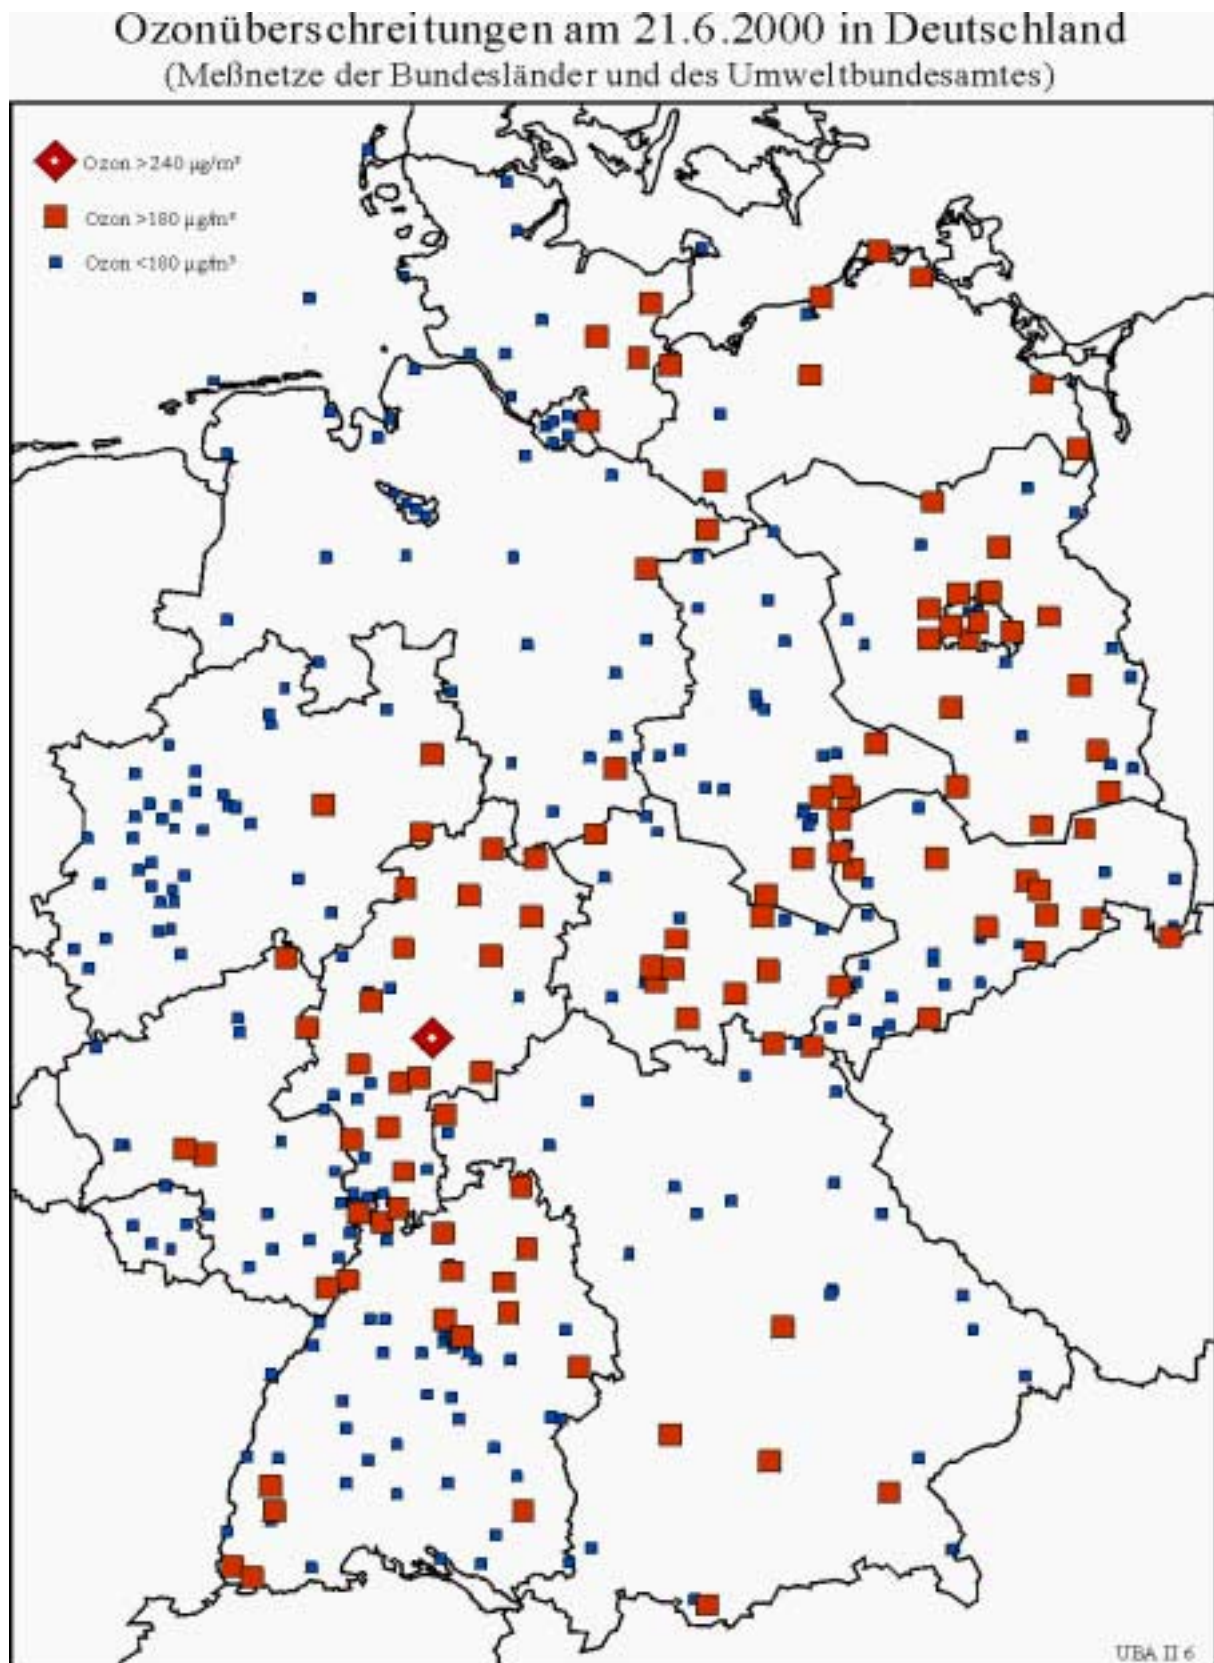 Ozonüberschreitungen am 21.6.2000 in Deutschland
(Meßnetze der Bundesländer und des Umweltbundesamtes)
Ozon >240 µg/m³
Ozon >180 µg/m³
Ozon <180 µg/m³
UBA II 6